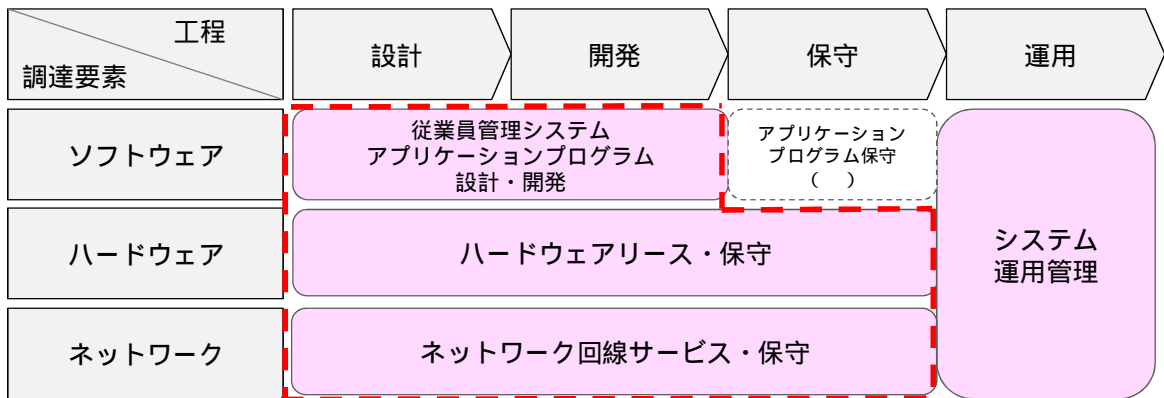 工程
調達要素
設計
開発
保守
運用
ソフトウェア
従業員管理システム
アプリケーションプログラム
設計・開発
アプリケーション
プログラム保守
(　)
ハードウェア
ハードウェアリース・保守
システム
運用管理
ネットワーク
ネットワーク回線サービス・保守